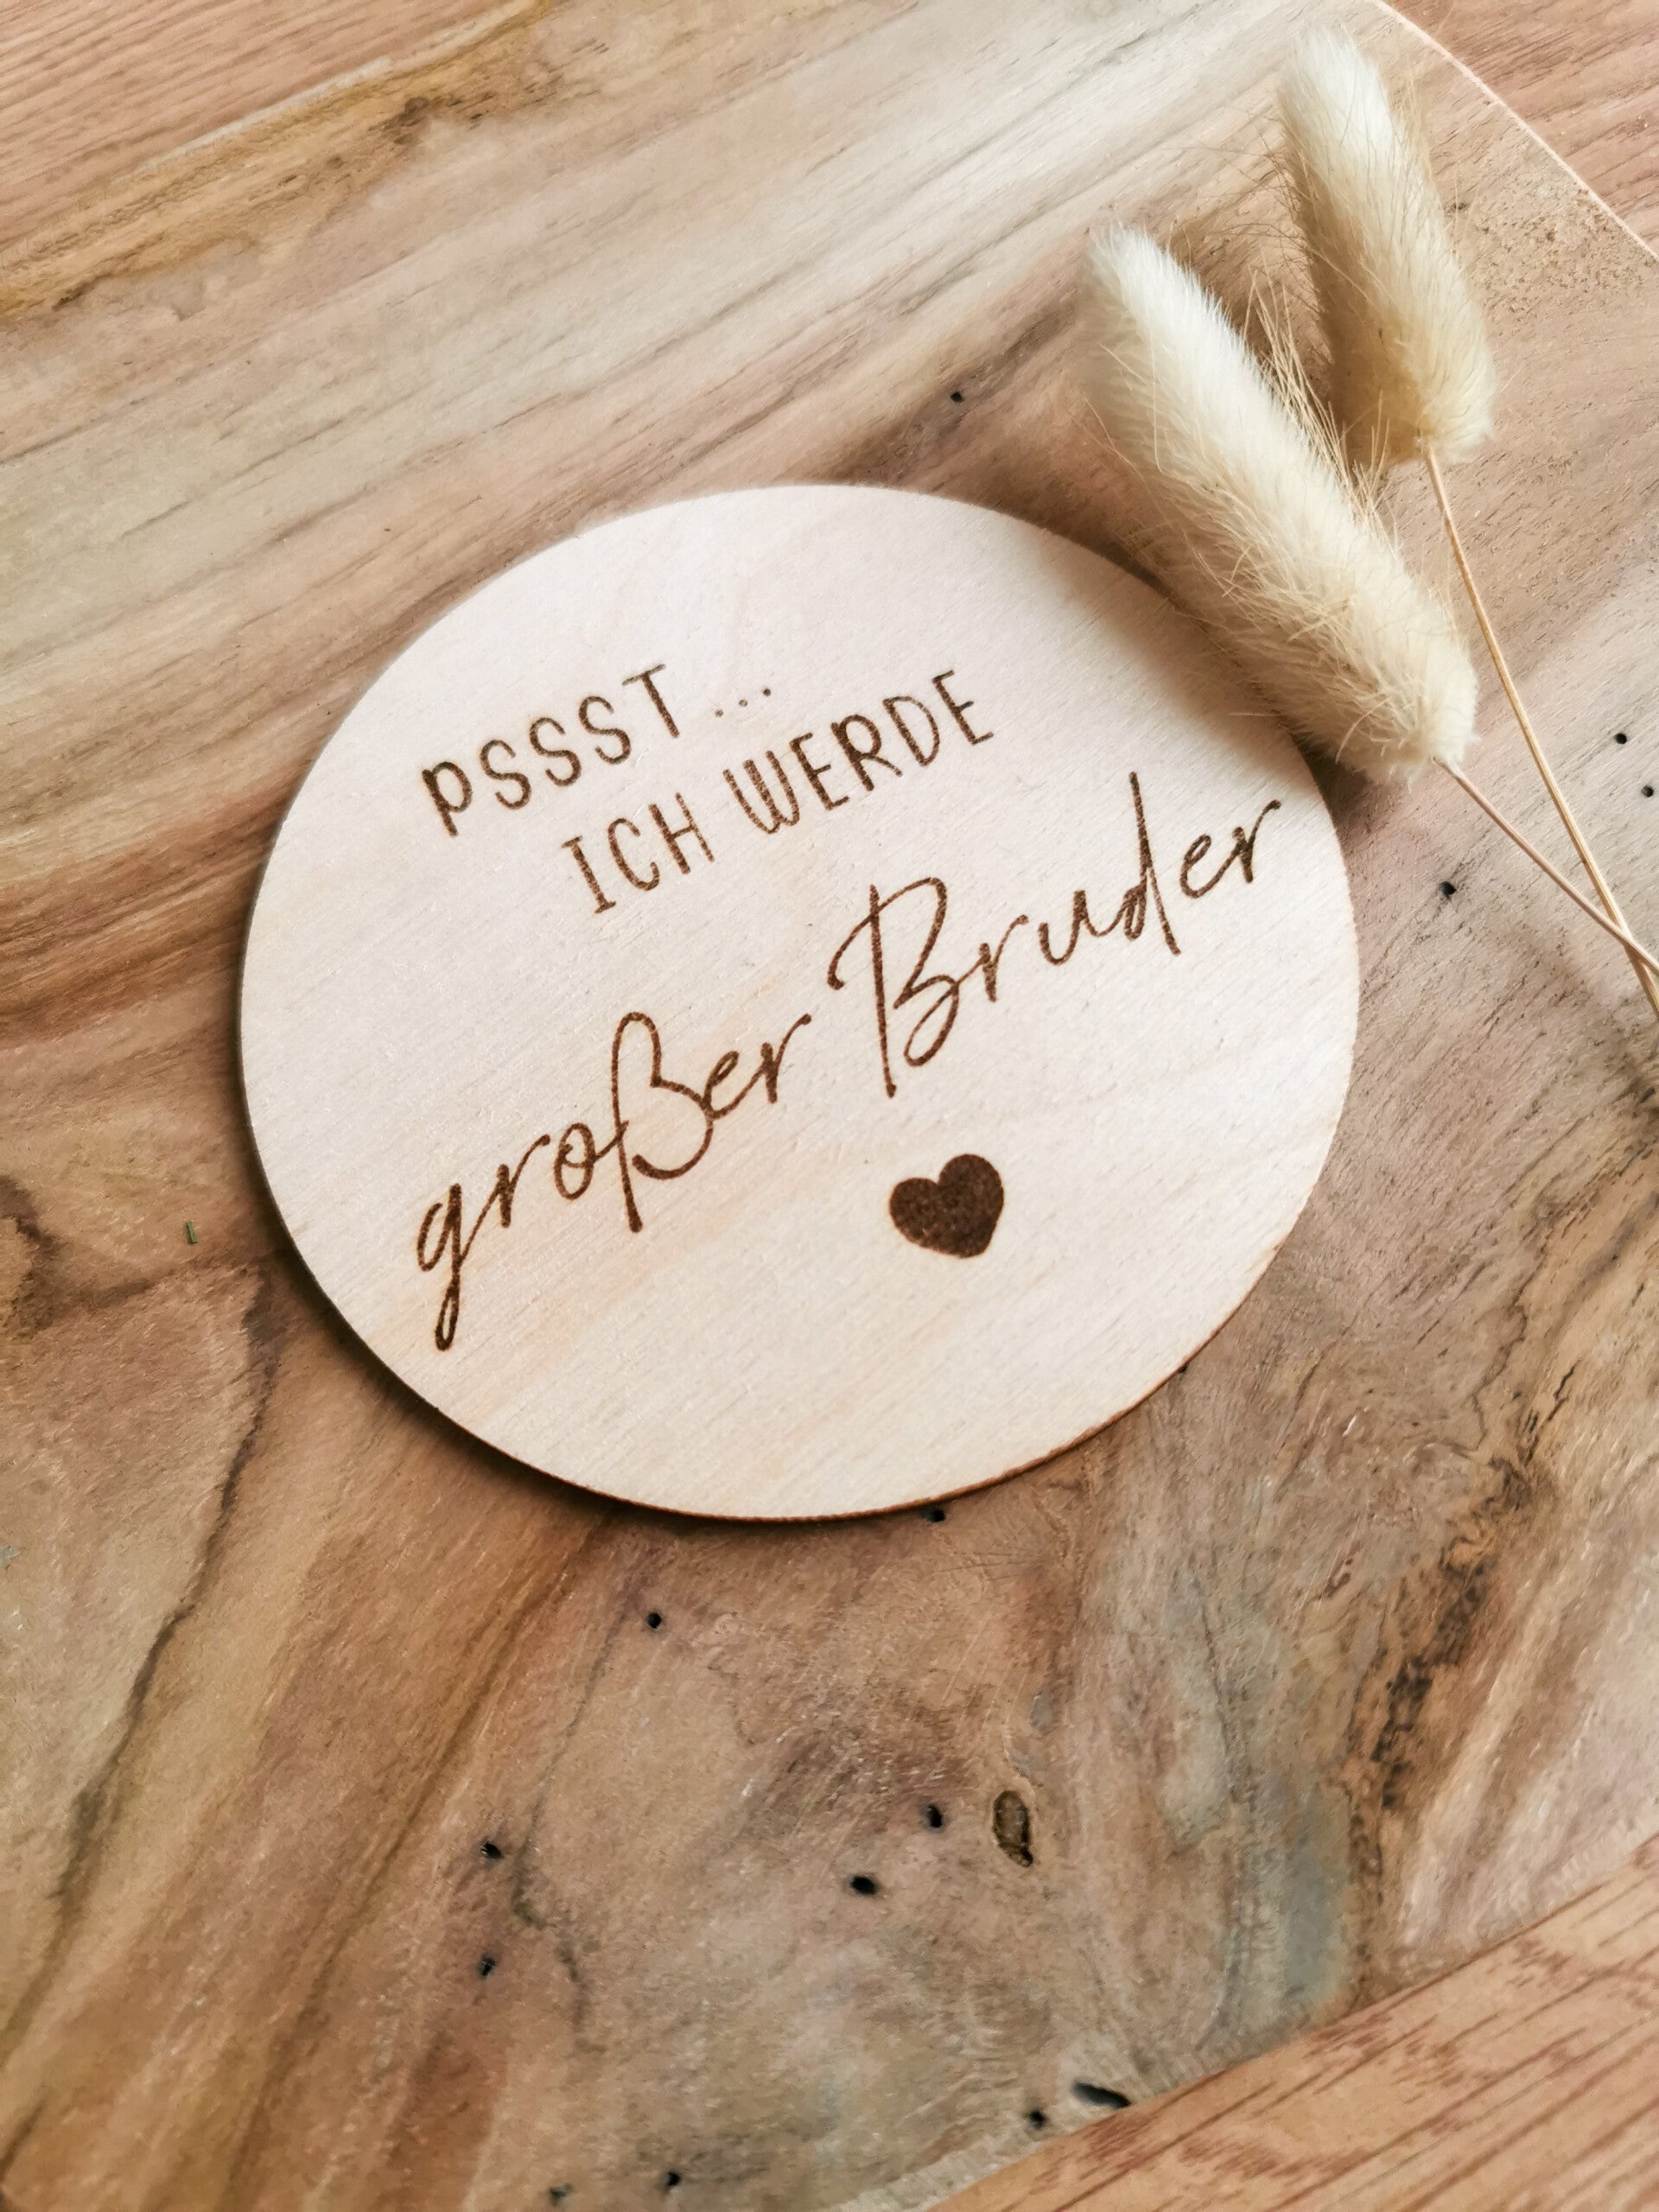 PSSST...
ICH WERDE
großer Bruder